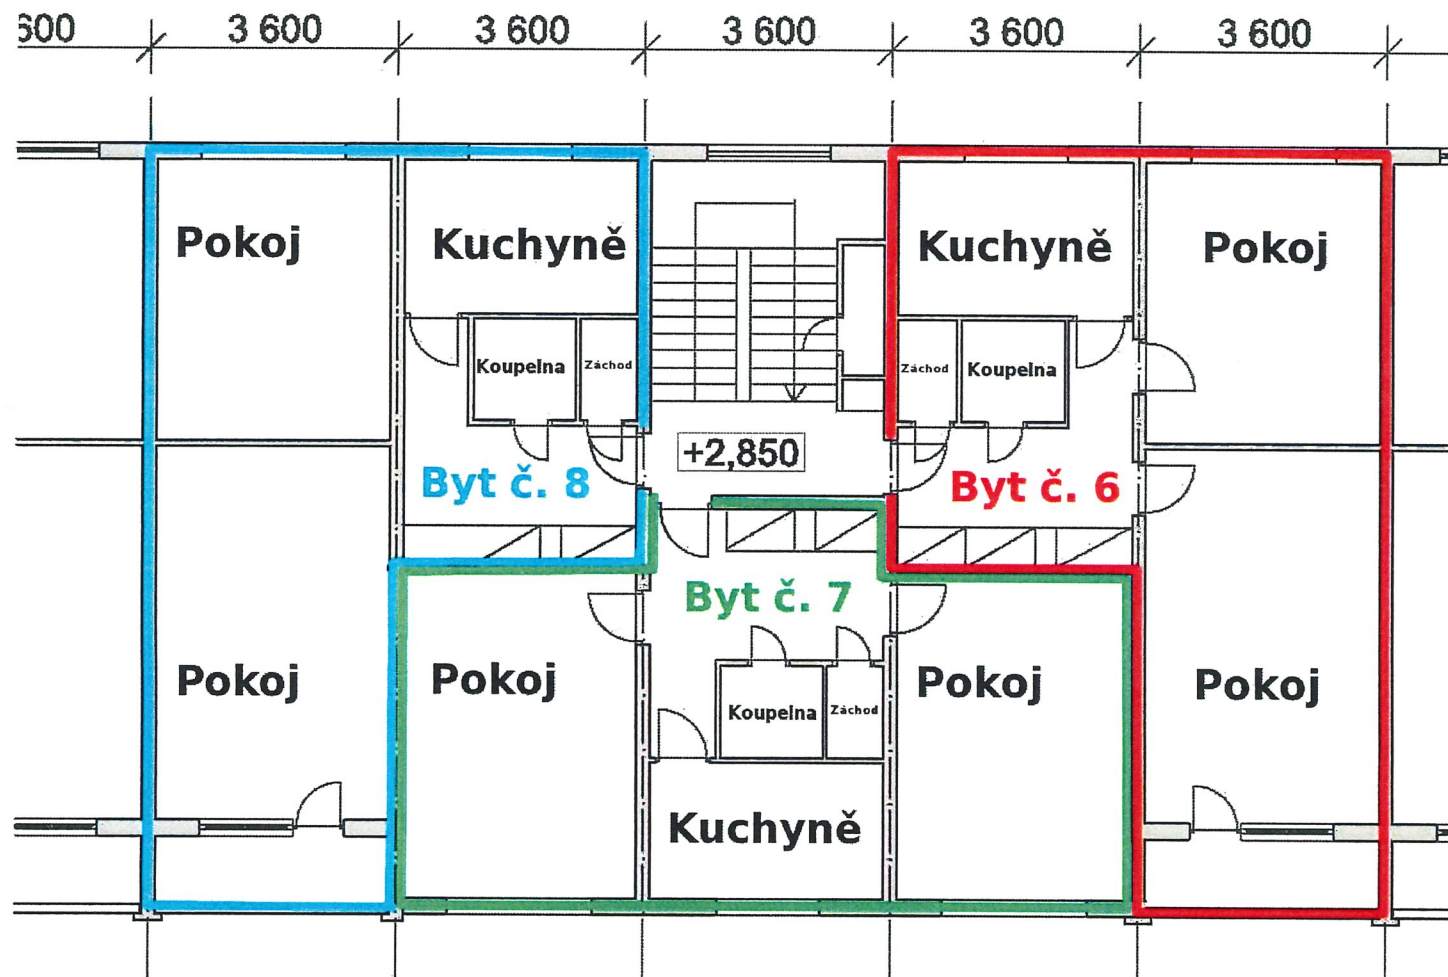 600 3 600 3 600 3 600 3 600 3 600
Pokoj Kuchyně Kuchyně Pokoj
Koupelna Záchod Záchod Koupelna
+2,850
Byt č. 8 Byt č. 6
Byt č. 7
Pokoj Pokoj Pokoj Pokoj
Koupelna Záchod
Kuchyně